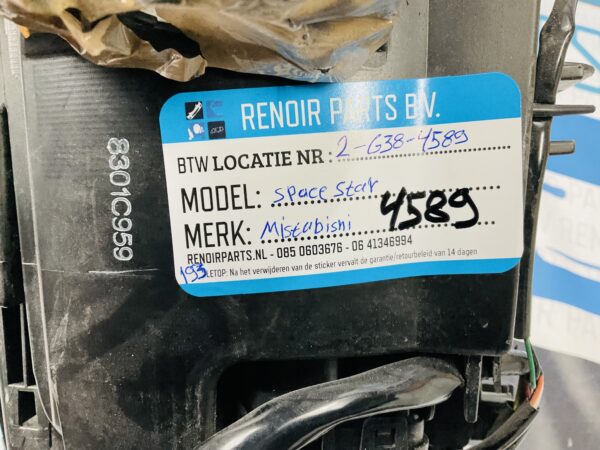 RENOIR PARTS B.V.
BTW LOCATIE NR : 2-G38-4589
MODEL: Space Star
MERK: Mistubishi 4589
RENOIRPARTS.NL - 085 0603676 - 06 41346994
193 LETOP: Na het verwijderen van de sticker vervalt de garantie/retourbeleid van 14 dagen
8301C959